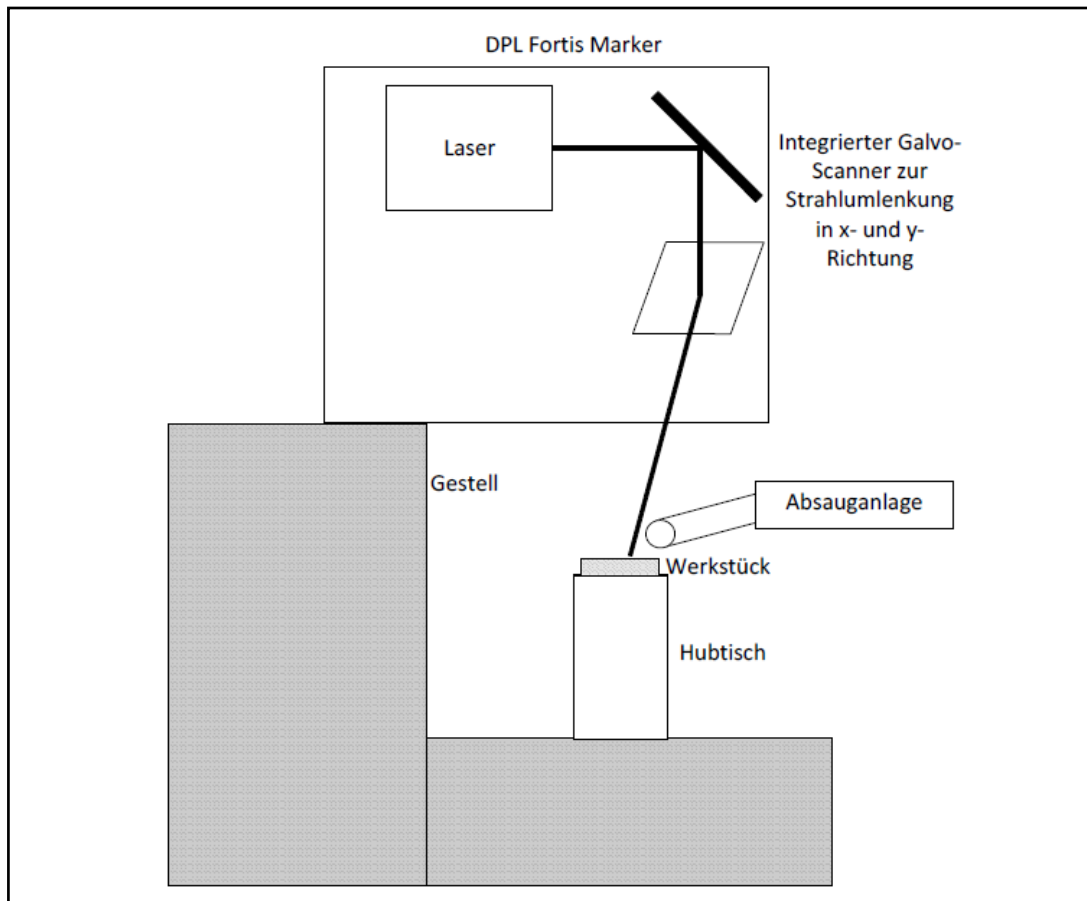 DPL Fortis Marker
Laser
Integrierter Galvo-
Scanner zur
Strahlumlenkung
in x- und y-
Richtung
Gestell
Absauganlage
Werkstück
Hubtisch